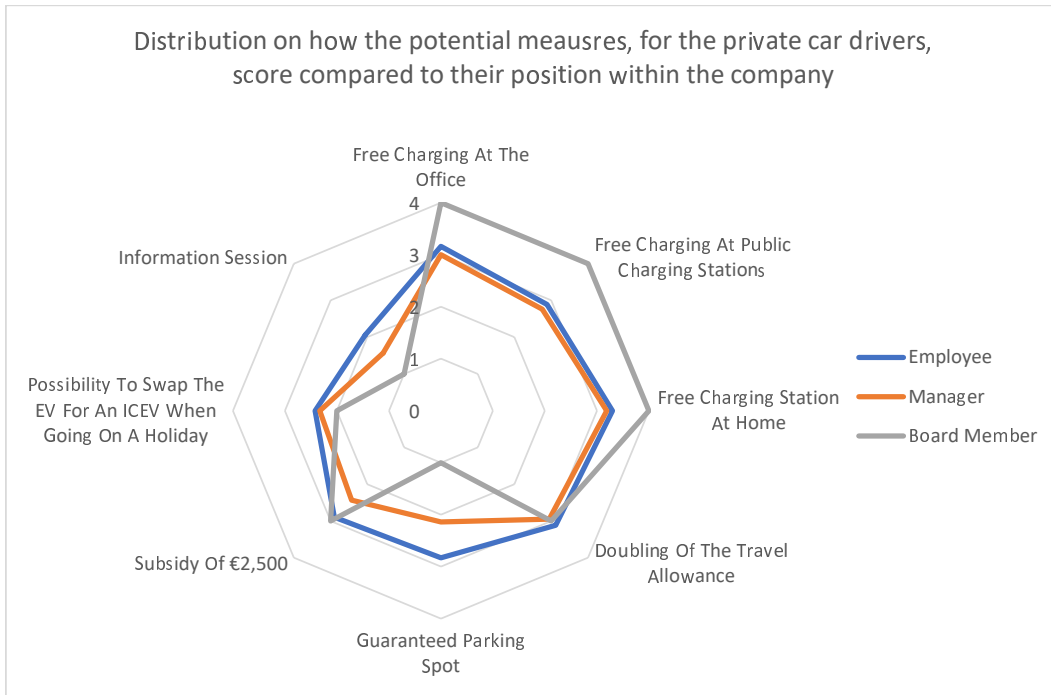 Distribution on how the potential meausres, for the private car drivers,
score compared to their position within the company
Free Charging At The
Office
4
3
2
1
0
Free Charging At Public
Charging Stations
Free Charging Station
At Home
Doubling Of The Travel
Allowance
Guaranteed Parking
Spot
Subsidy Of €2,500
Possibility To Swap The
EV For An ICEV When
Going On A Holiday
Information Session
Employee
Manager
Board Member